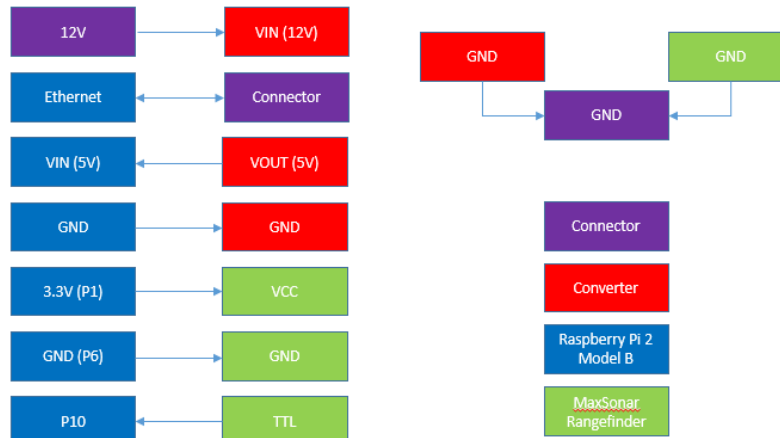 12V
VIN (12V)
Ethernet
Connector
VIN (5V)
VOUT (5V)
GND
GND
3.3V (P1)
VCC
GND (P6)
GND
P10
TTL
GND
GND
GND
Connector
Converter
Raspberry Pi 2
Model B
MaxSonar
Rangefinder